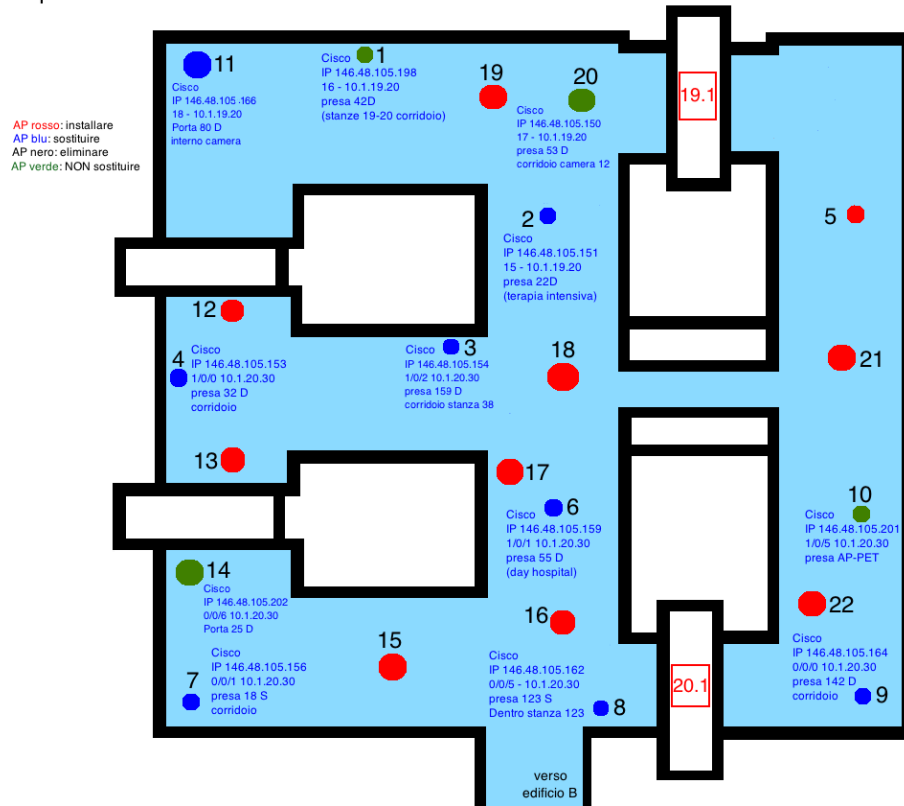 11
Cisco
IP 146.48.105 .166
18 - 10.1.19.20
Porta 80 D
interno camera
1
Cisco
IP 146.48.105.198
16 - 10.1.19.20
presa 42D
(stanze 19-20 corridoio)
19
20
Cisco
IP 146.48.105.150
17 - 10.1.19.20
presa 53 D
corridoio camera 12
19.1
AP rosso: installare
AP blu: sostituire
AP nero: eliminare
AP verde: NON sostituire
2
Cisco
IP 146.48.105.151
15 - 10.1.19.20
presa 22D
(terapia intensiva)
5
12
4
Cisco
IP 146.48.105.153
1/0/0 10.1.20.30
presa 32 D
corridoio
3
Cisco
IP 146.48.105.154
1/0/2 10.1.20.30
presa 159 D
corridoio stanza 38
18
21
13
17
6
Cisco
IP 146.48.105.159
1/0/1 10.1.20.30
presa 55 D
(day hospital)
10
Cisco
IP 146.48.105.201
1/0/5 10.1.20.30
presa AP-PET
14
Cisco
IP 146.48.105.202
0/0/6 10.1.20.30
Porta 25 D
16
22
15
7
Cisco
IP 146.48.105.156
0/0/1 10.1.20.30
presa 18 S
corridoio
Cisco
IP 146.48.105.162
0/0/5 - 10.1.20.30
presa 123 S
Dentro stanza 123
8
20.1
Cisco
IP 146.48.105.164
0/0/0 10.1.20.30
presa 142 D
corridoio
9
verso
edificio B